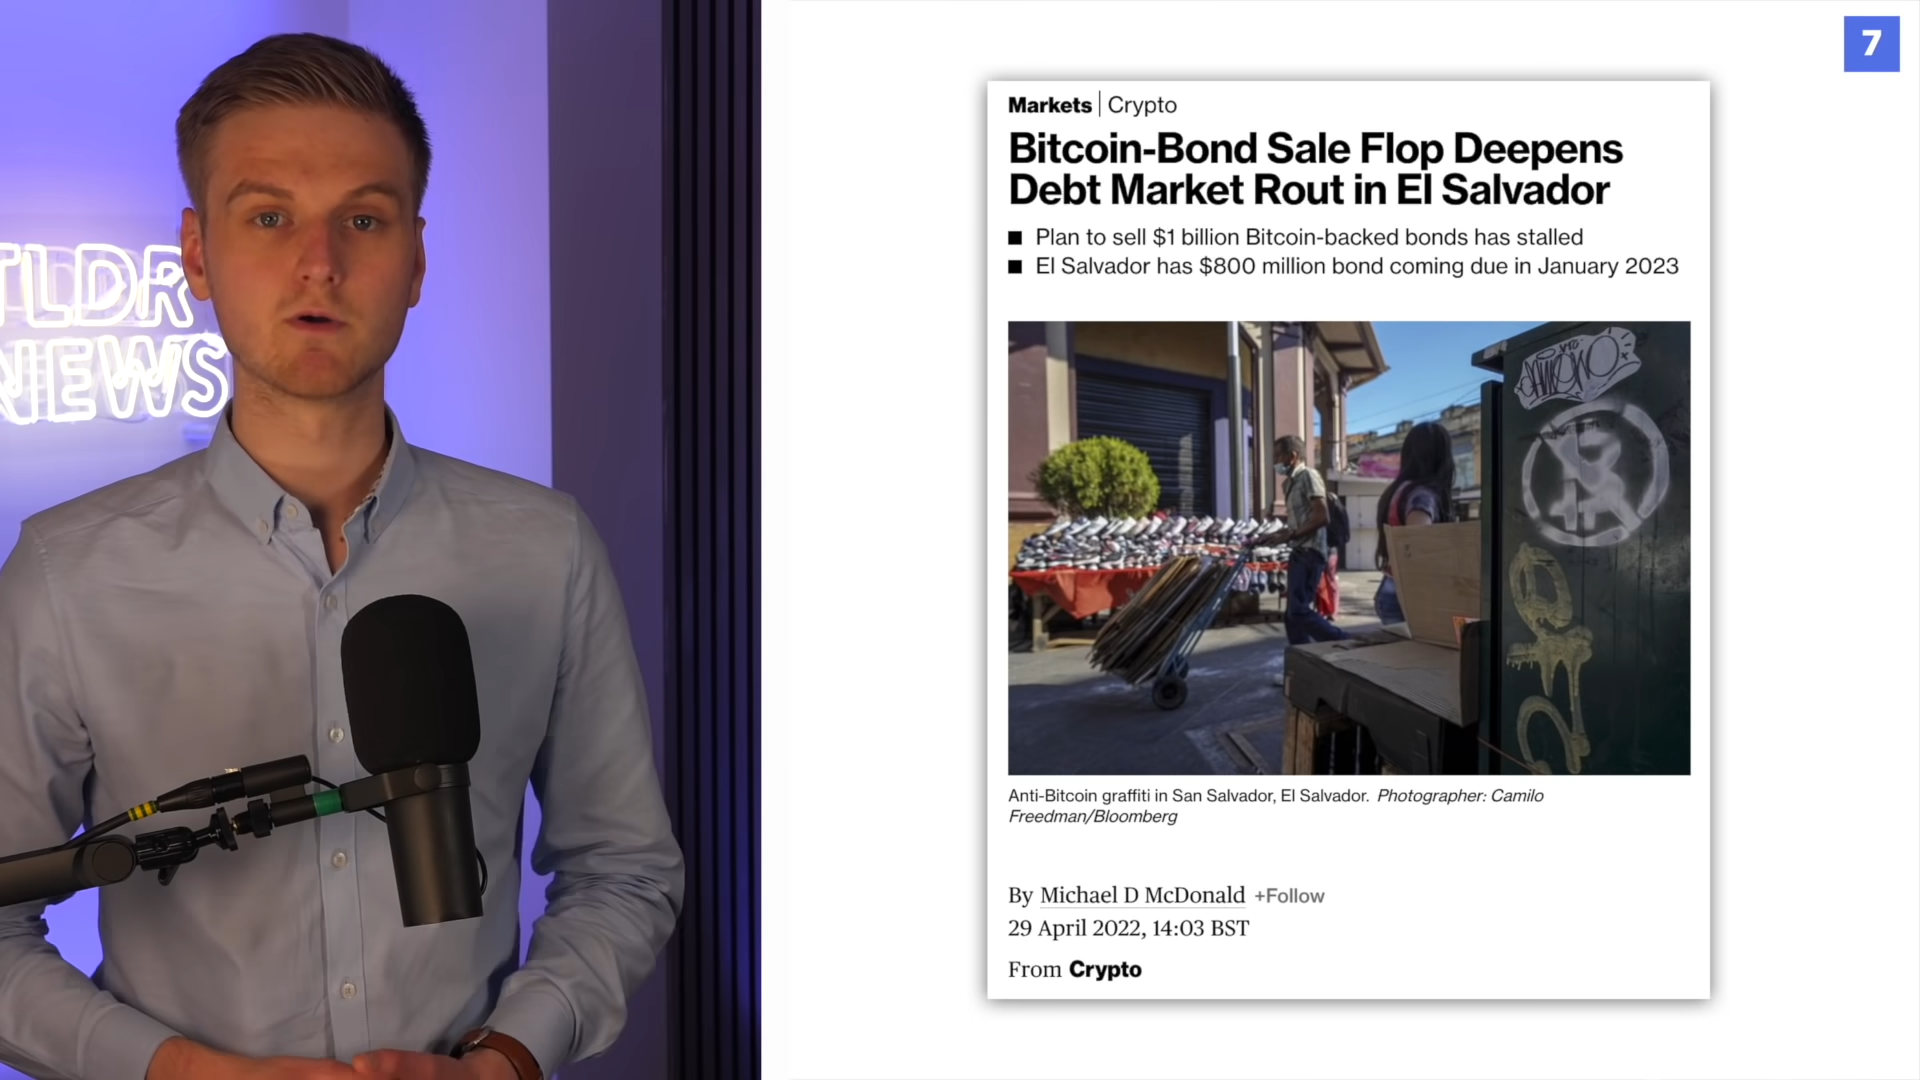 TLDR
NEWS
7
Markets | Crypto
Bitcoin-Bond Sale Flop Deepens
Debt Market Rout in El Salvador
■ Plan to sell $1 billion Bitcoin-backed bonds has stalled
■ El Salvador has $800 million bond coming due in January 2023
Anti-Bitcoin graffiti in San Salvador, El Salvador. Photographer: Camilo
Freedman/Bloomberg
By Michael D McDonald +Follow
29 April 2022, 14:03 BST
From Crypto